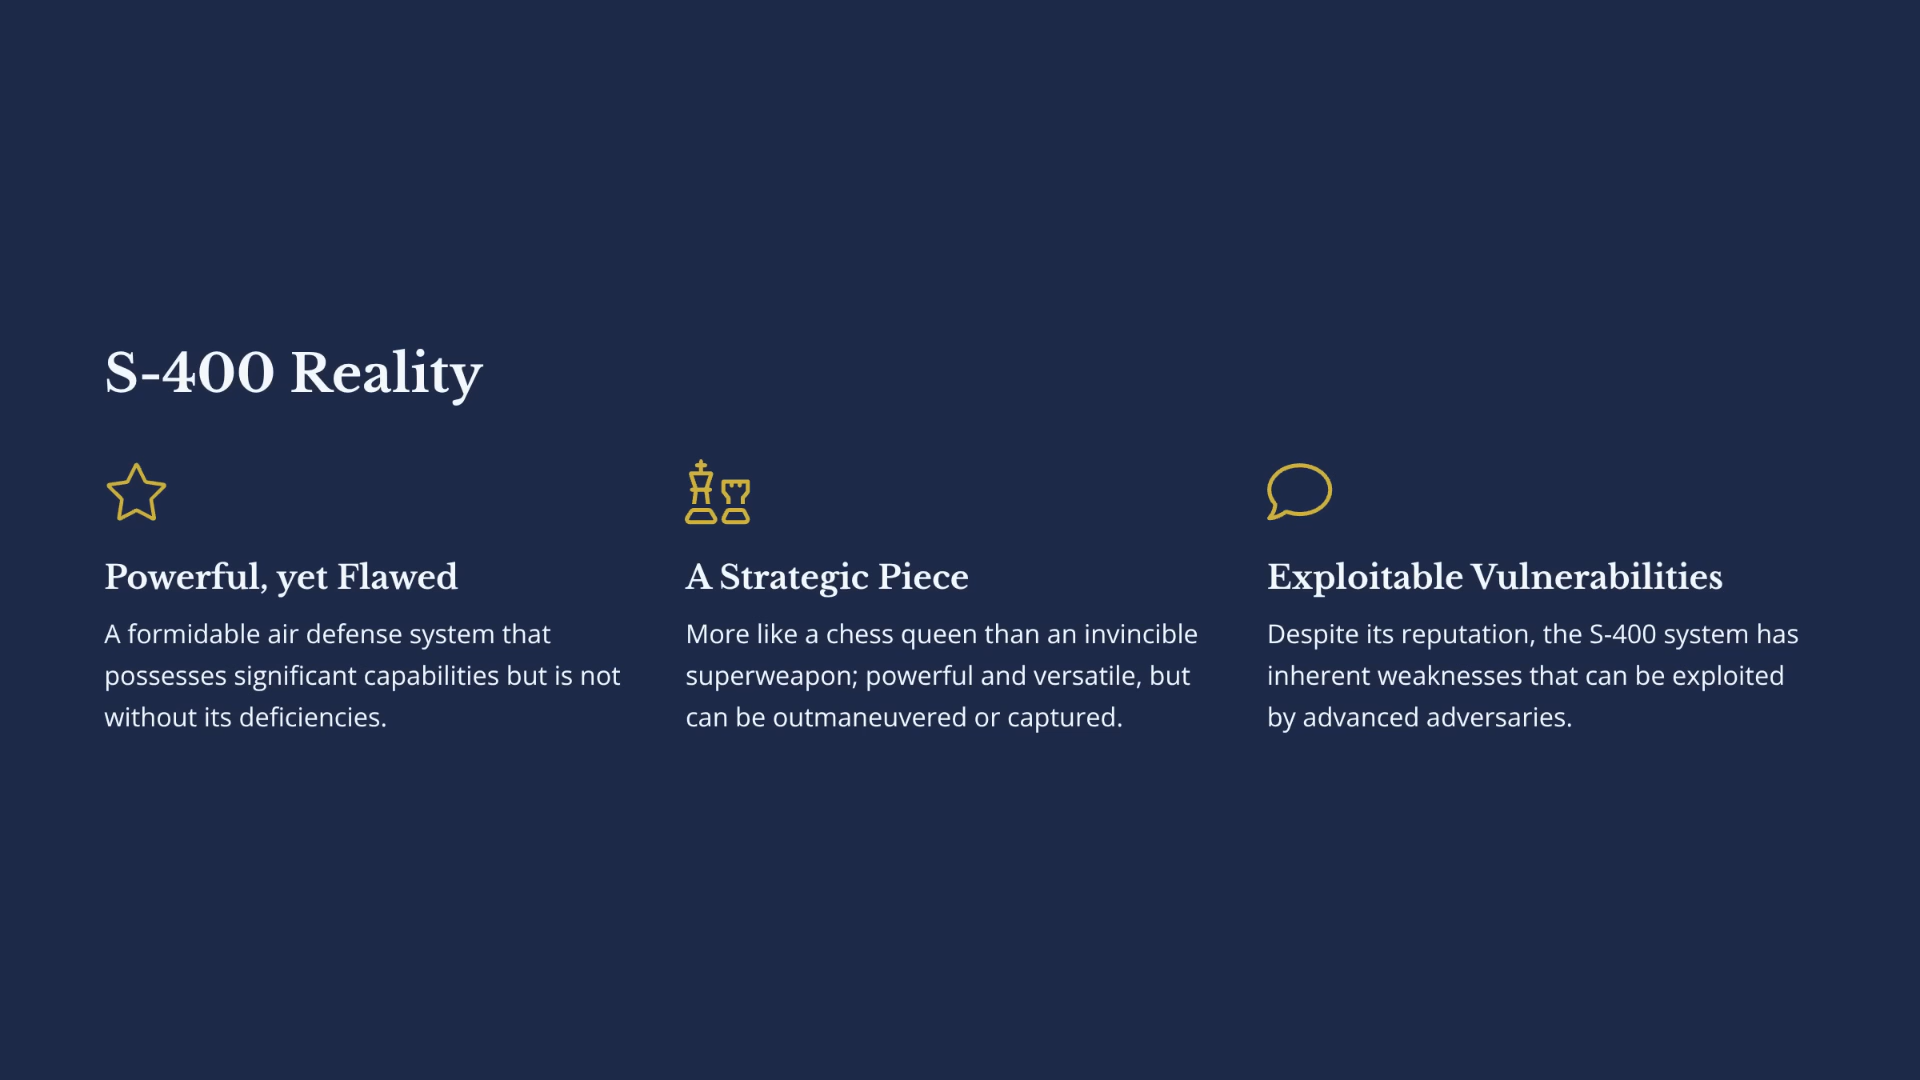 S-400 Reality
Powerful, yet Flawed
A formidable air defense system that
possesses significant capabilities but is not
without its deficiencies.
A Strategic Piece
More like a chess queen than an invincible
superweapon; powerful and versatile, but
can be outmaneuvered or captured.
Exploitable Vulnerabilities
Despite its reputation, the S-400 system has
inherent weaknesses that can be exploited
by advanced adversaries.